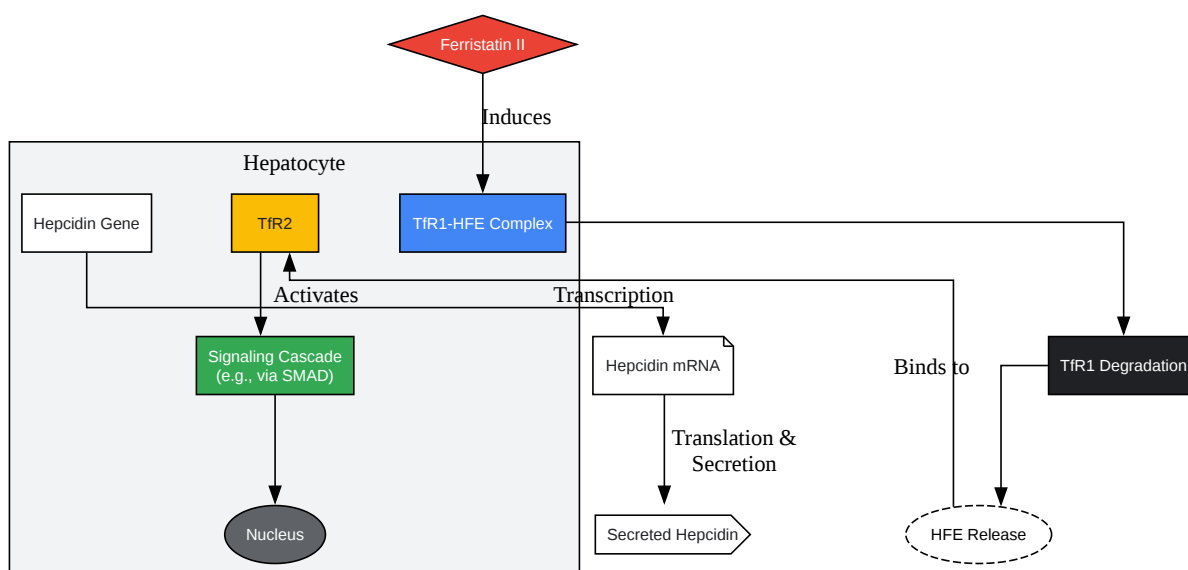 Ferristatin II
Induces
Hepatocyte
Hepcidin Gene
TfR2
TfR1-HFE Complex
Activates
Transcription
Signaling Cascade
(e.g., via SMAD)
Hepcidin mRNA
Binds to
TfR1 Degradation
Translation &
Secretion
Nucleus
Secreted Hepcidin
HFE Release